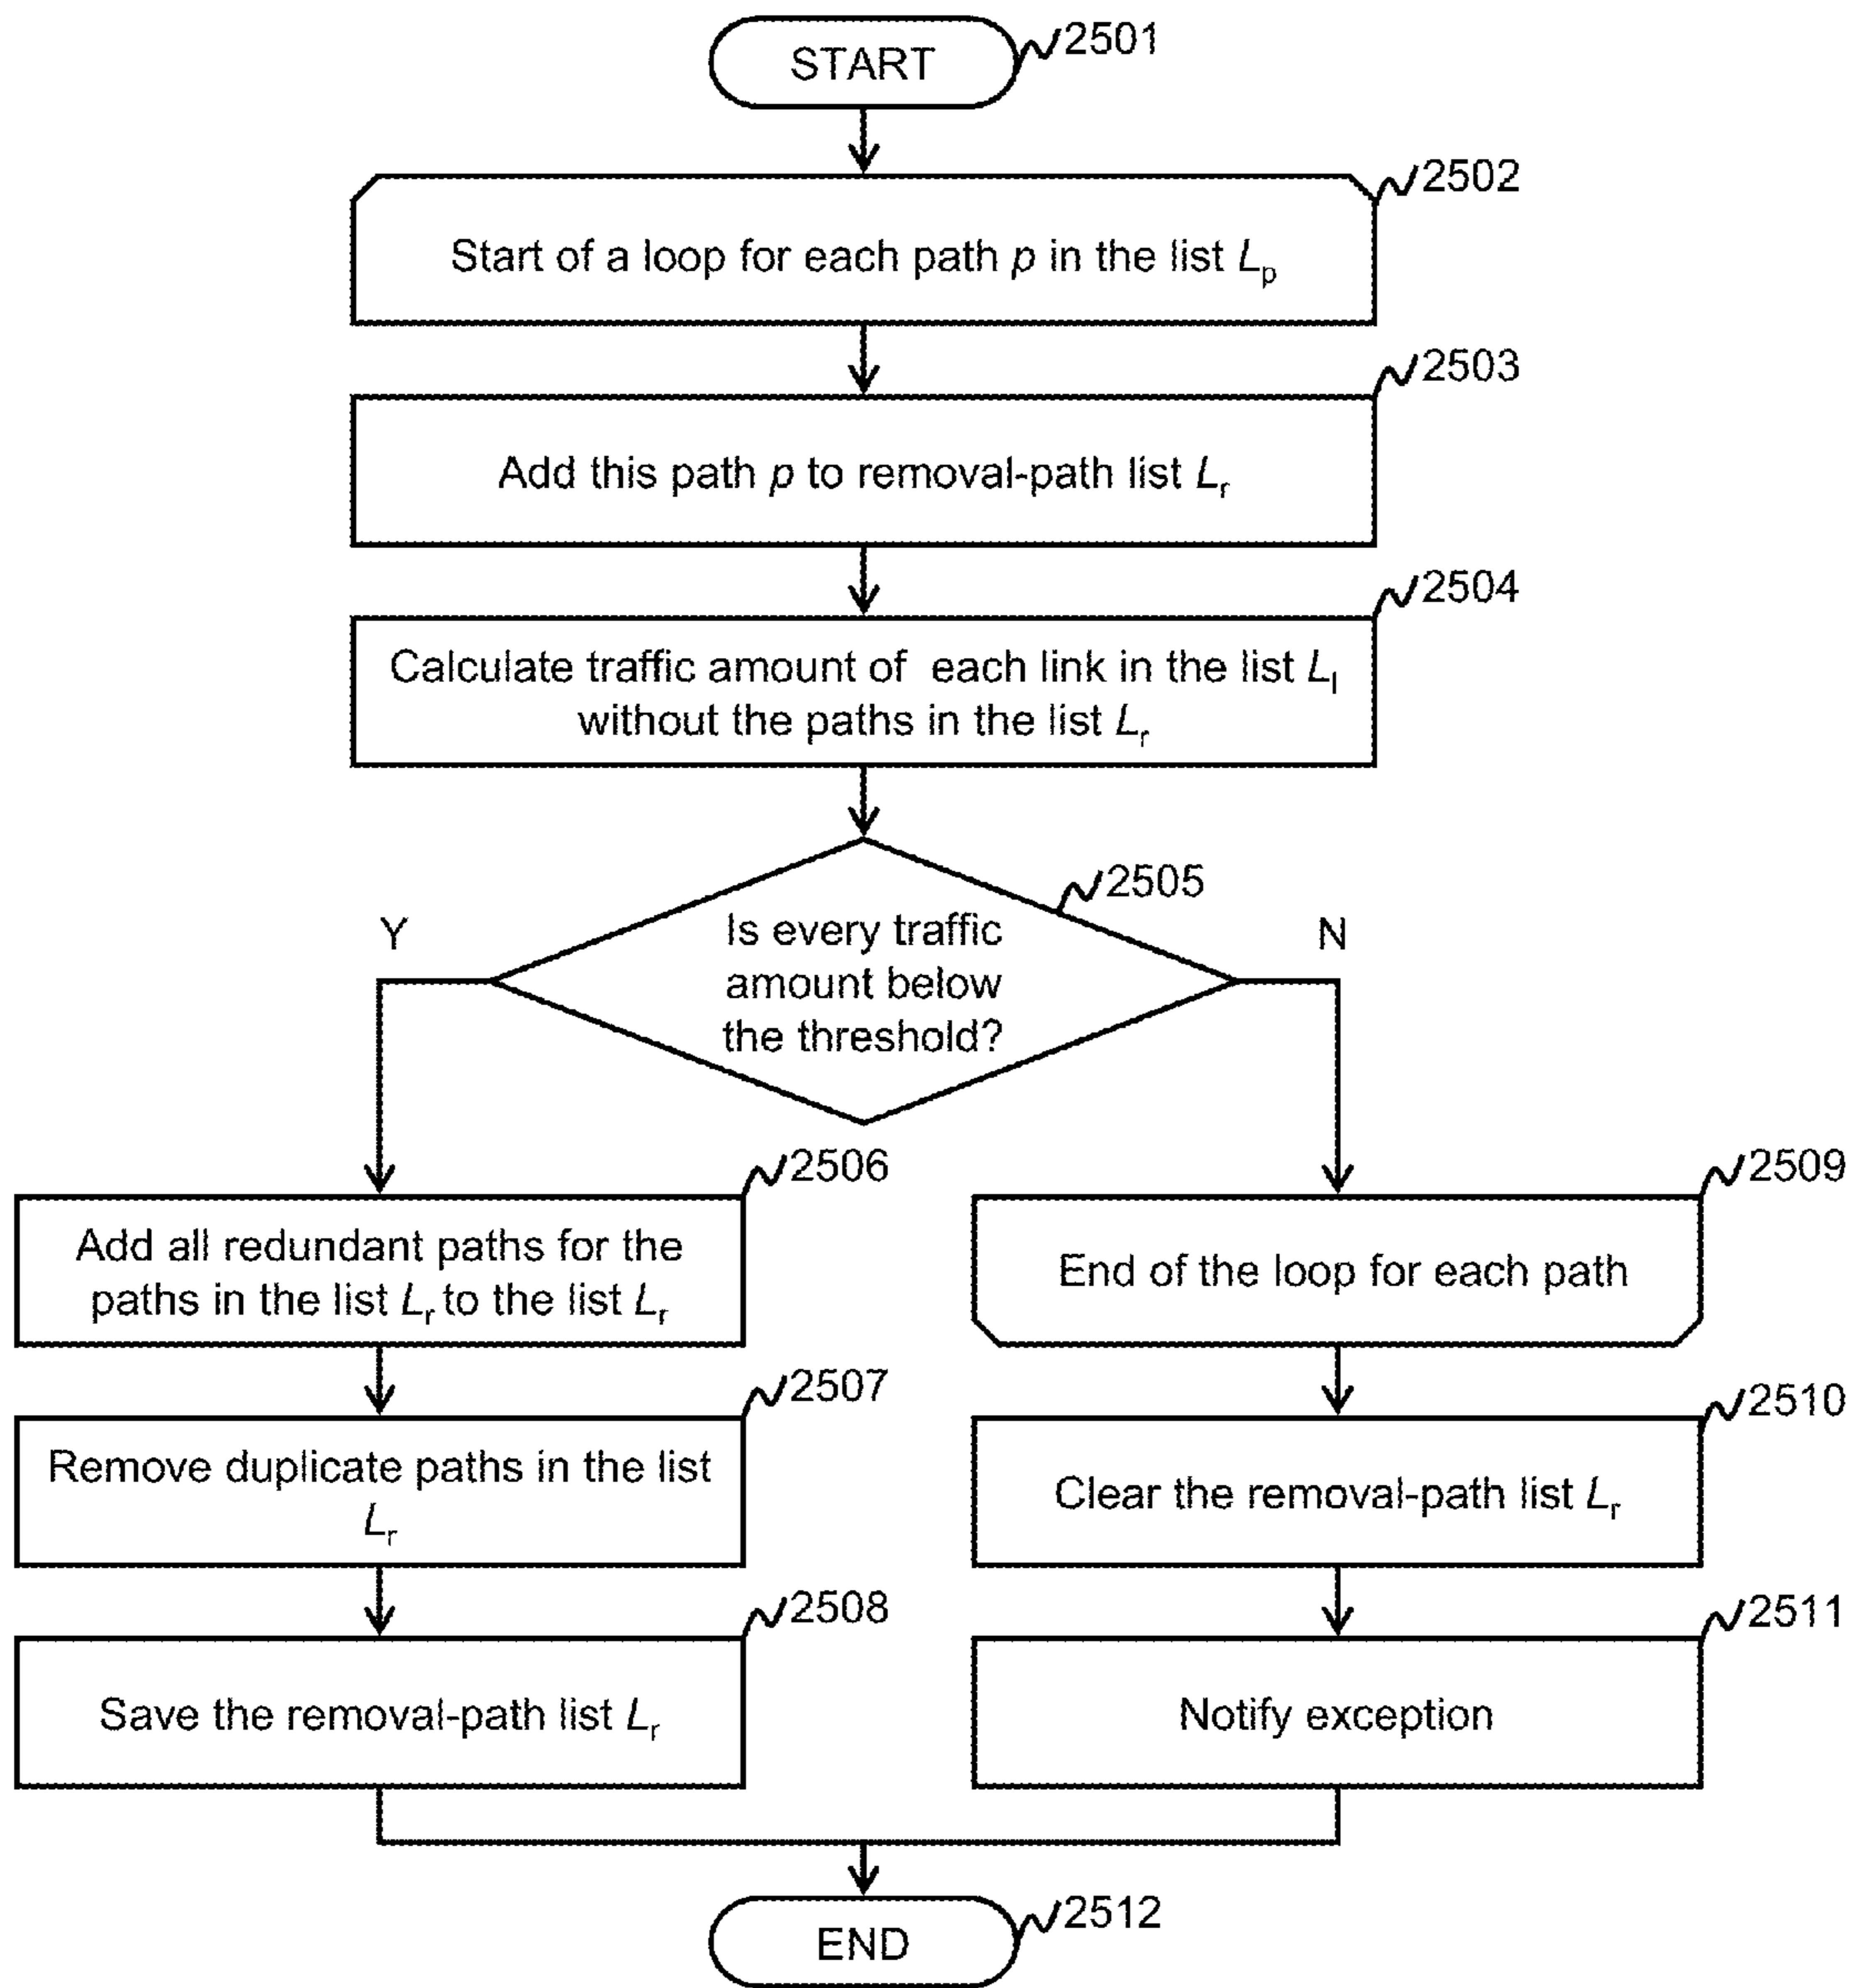 START
2501
2502
Start of a loop for each path p in the list Lp
2503
Add this path p to removal-path list Lr
2504
Calculate traffic amount of each link in the list Ll
without the paths in the list Lr
2505
Y
Is every traffic
amount below
the threshold?
N
2506
Add all redundant paths for the
paths in the list Lr to the list Lr
2509
End of the loop for each path
2507
Remove duplicate paths in the list
Lr
2510
Clear the removal-path list Lr
2508
Save the removal-path list Lr
2511
Notify exception
END
2512